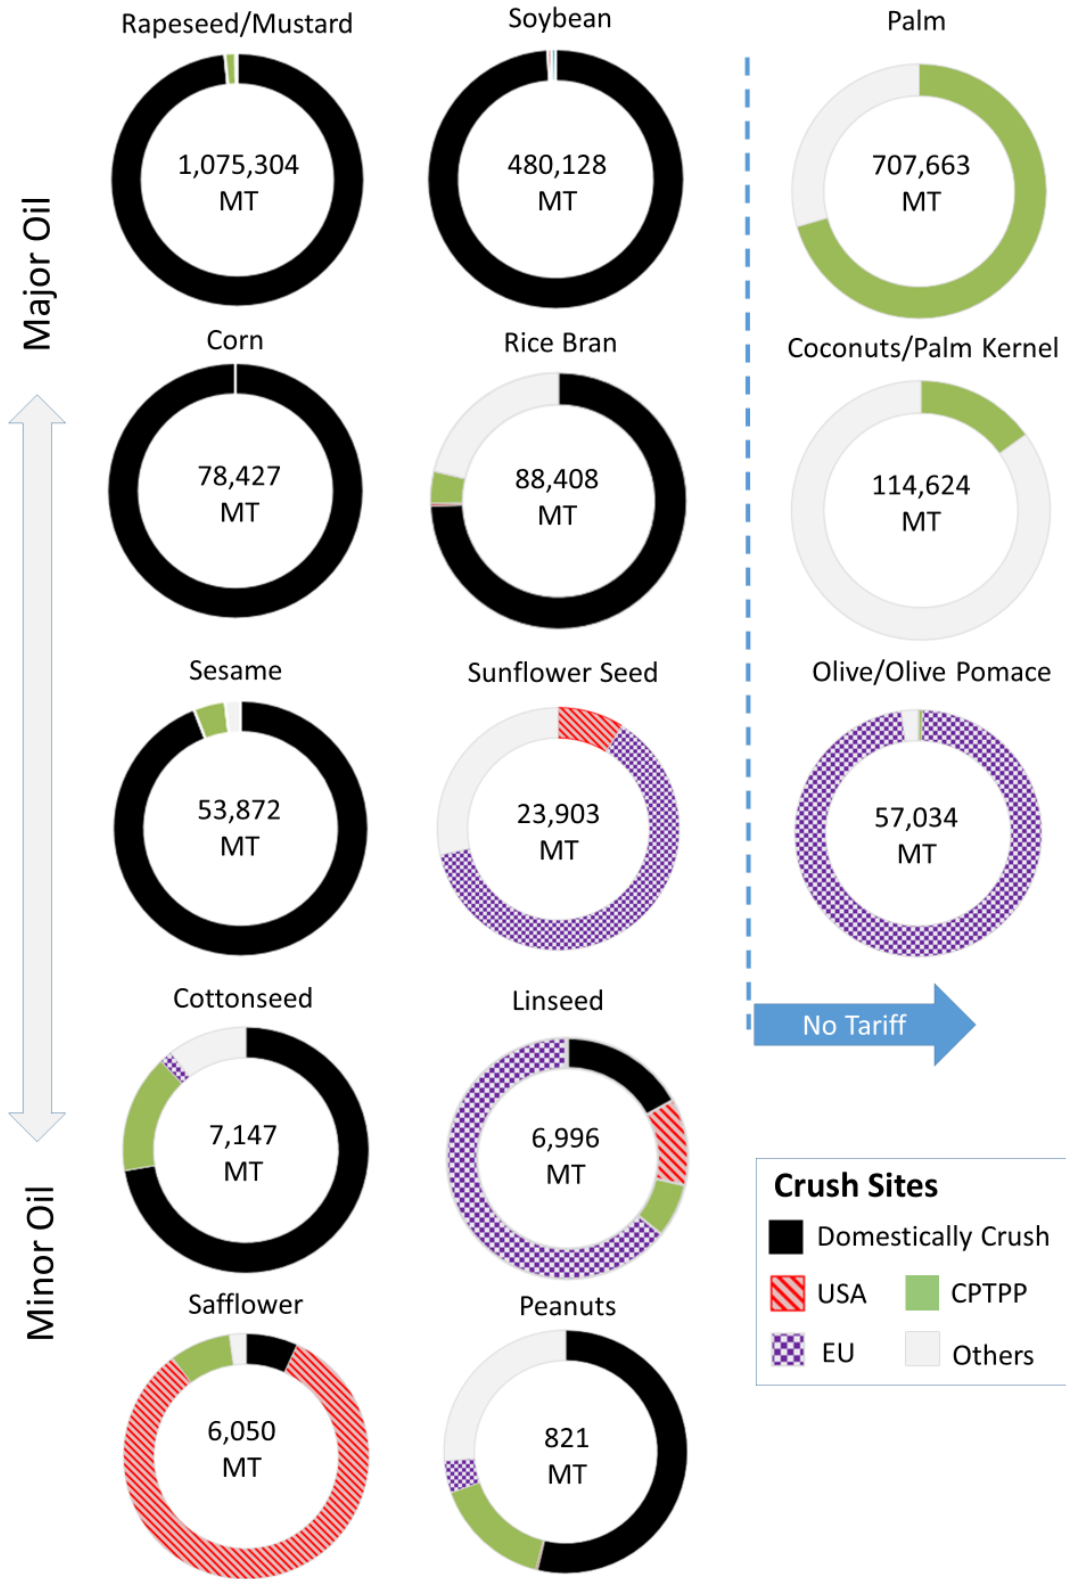 Rapeseed/Mustard
Soybean
Palm
1,075,304
MT
480,128
MT
707,663
MT
Major Oil
Corn
Rice Bran
Coconuts/Palm Kernel
78,427
MT
88,408
MT
114,624
MT
Sesame
Sunflower Seed
Olive/Olive Pomace
53,872
MT
23,903
MT
57,034
MT
Cottonseed
Linseed
No Tariff
7,147
MT
6,996
MT
Minor Oil
Safflower
Peanuts
6,050
MT
821
MT
Crush Sites
Domestically Crush
USA
CPTPP
EU
Others